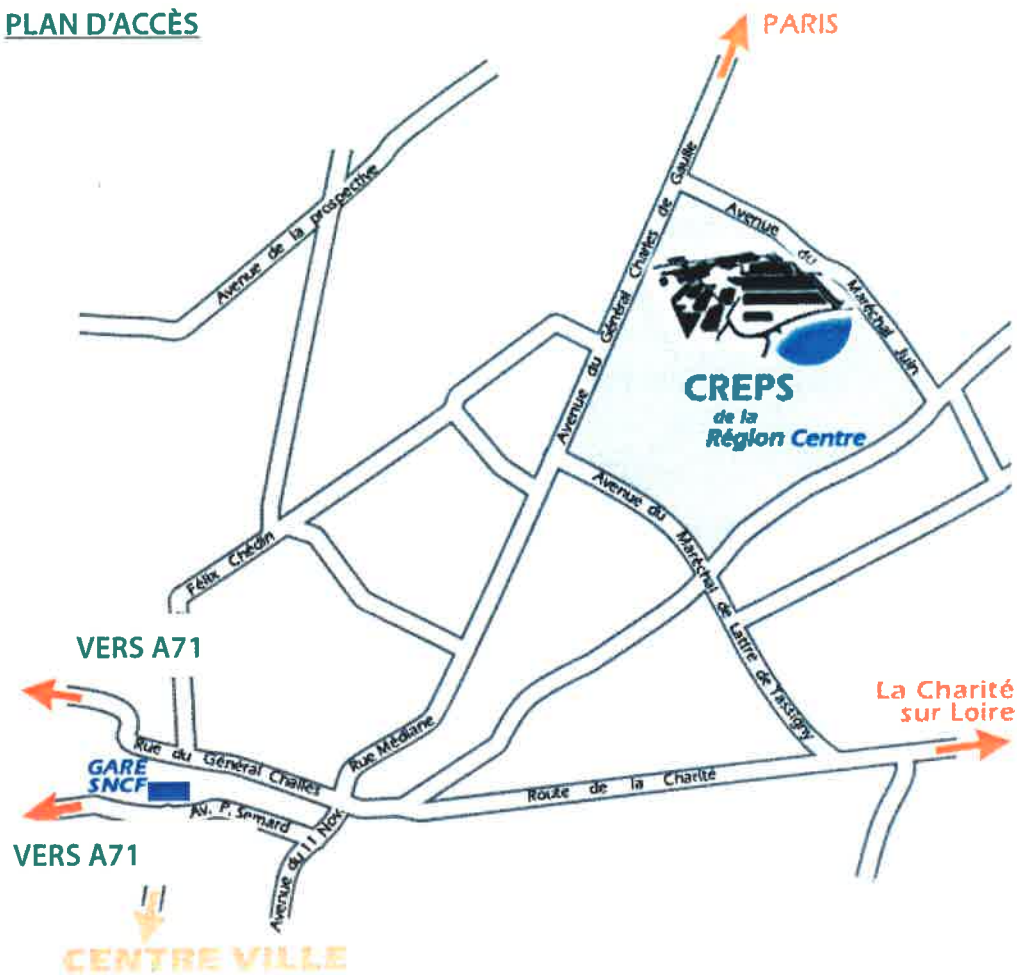 PLAN D'ACCÈS
PARIS
Avenue de la prospective
Avenue du Général Charles de Gaulle
Avenue du Maréchal Juin
CREPS
de la
Région Centre
Avenue du Maréchal de Lattre de Tassigny
Félix Chédin
VERS A71
La Charité
sur Loire
Rue Médiane
Rue du Général Challes
GARE
SNCF
Route de la Charité
Av. P. Semard
Avenue du 11 Nov.
VERS A71
CENTRE VILLE